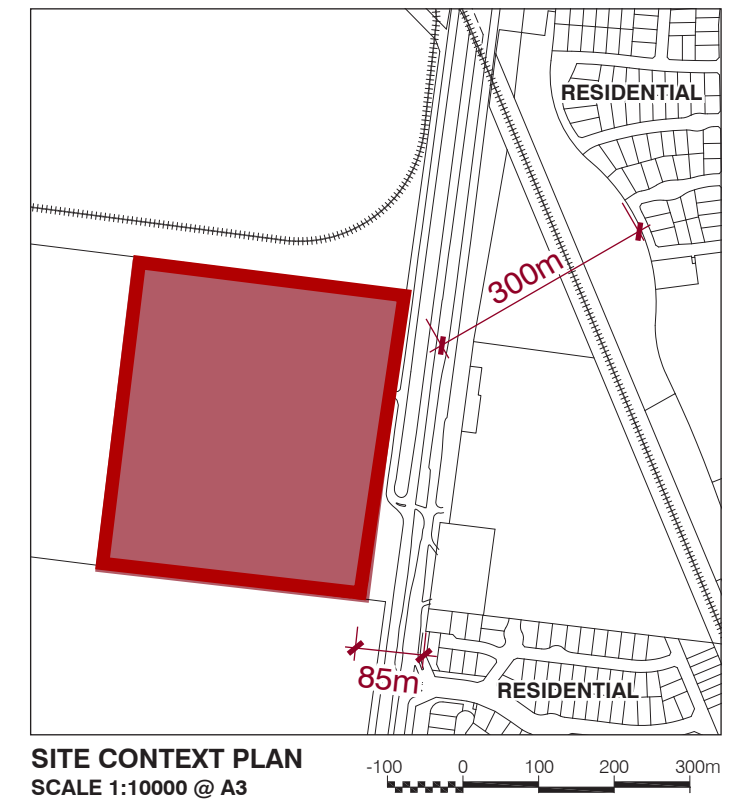 RESIDENTIAL
300m
85m
RESIDENTIAL
SITE CONTEXT PLAN
SCALE 1:10000 @ A3
-100 0 100 200 300m